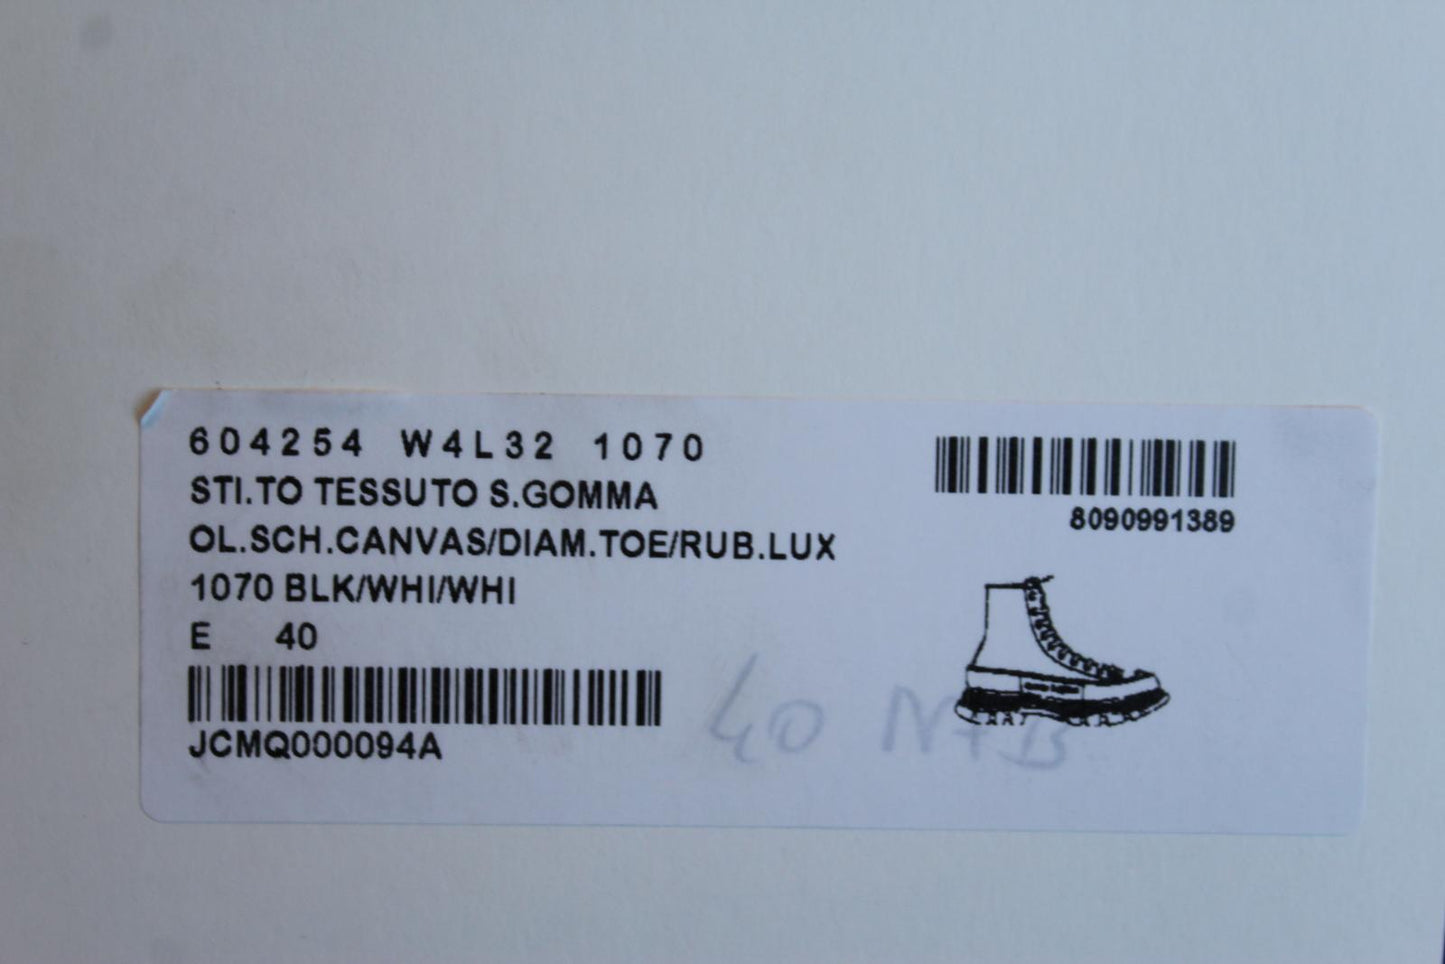 604254 W4L32 1070
STI.TO TESSUTO S.GOMMA
OL.SCH.CANVAS/DIAM.TOE/RUB.LUX
1070 BLK/WHI/WHI
E 40
JCMQ000094A
8090991389
40